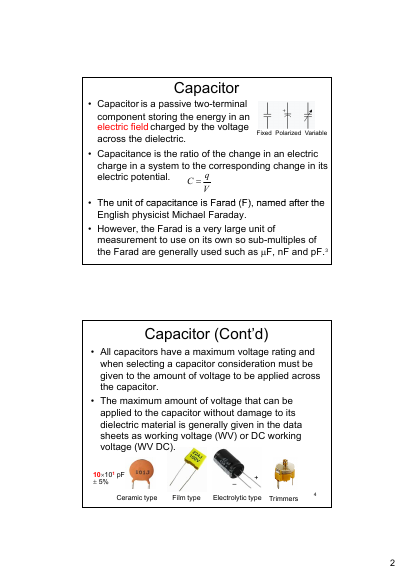 Capacitor
• Capacitor is a passive two-terminal
component storing the energy in an
electric field charged by the voltage
across the dielectric.
+
Fixed Polarized Variable
• Capacitance is the ratio of the change in an electric
charge in a system to the corresponding change in its
electric potential.
C = q / V
• The unit of capacitance is Farad (F), named after the
English physicist Michael Faraday.
• However, the Farad is a very large unit of
measurement to use on its own so sub-multiples of
the Farad are generally used such as µF, nF and pF.
3
Capacitor (Cont’d)
• All capacitors have a maximum voltage rating and
when selecting a capacitor consideration must be
given to the amount of voltage to be applied across
the capacitor.
• The maximum amount of voltage that can be
applied to the capacitor without damage to its
dielectric material is generally given in the data
sheets as working voltage (WV) or DC working
voltage (WV DC).
± 5%
100V
− +
Ceramic type Film type Electrolytic type Trimmers
4
2